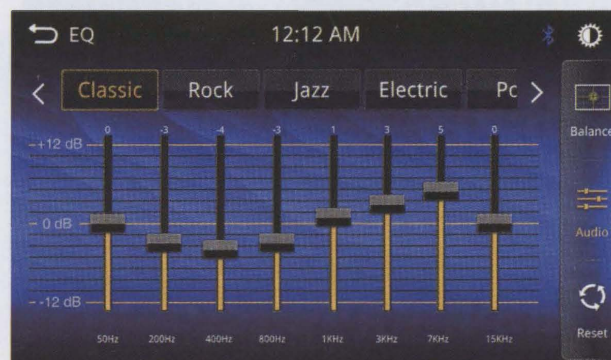 EQ
12:12 AM
Classic
Rock
Jazz
Electric
Pc
0
-3
-4
-3
1
3
5
0
+12 dB
0 dB
-12 dB
50Hz
200Hz
400Hz
800Hz
1KHz
3KHz
7KHz
15KHz
Balance
Audio
Reset